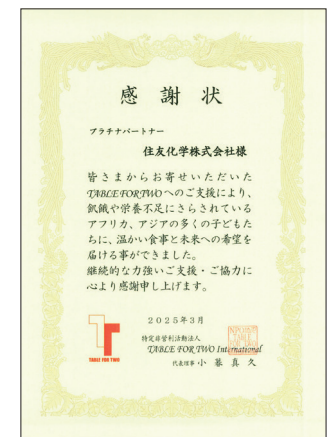 感謝状
プラチナパートナー
住友化学株式会社様
皆さまからお寄せいただいた
TABLE FOR TWOへのご支援により、
飢餓や栄養不足にさらされている
アフリカ、アジアの多くの子どもた
ちに、温かい食事と未来への希望を
届ける事ができました。
継続的な力強いご支援・ご協力に
心より感謝申し上げます。
2025年3月
特定非営利活動法人
TABLE FOR TWO International
代表理事 小暮真久
TABLE FOR TWO